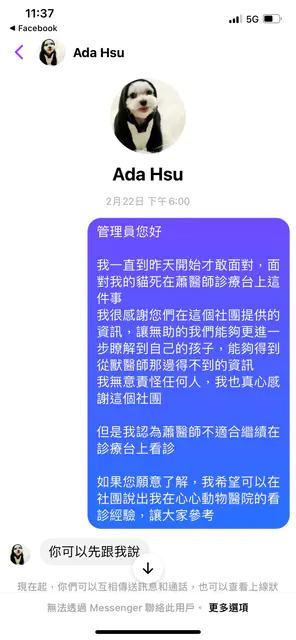 11:37
5G
◀ Facebook
Ada Hsu
Ada Hsu
2月22日 下午6:00
管理員您好
我一直到昨天開始才敢面對，面
對我的貓死在蕭醫師診療台上這
件事
我很感謝您們在這個社團提供的
資訊，讓無助的我們能夠更進一
步瞭解到自己的孩子，能夠得到
從獸醫師那邊得不到的資訊
我無意責怪任何人，我也真心感
謝這個社團
但是我認為蕭醫師不適合繼續在
診療台上看診
如果您願意了解，我希望可以在
社團說出我在心心動物醫院的看
診經驗，讓大家參考
你可以先跟我說
現在起，你們可以互相傳送訊息和通話，也可以查看上線狀
無法透過 Messenger 聯絡此用戶。 更多選項